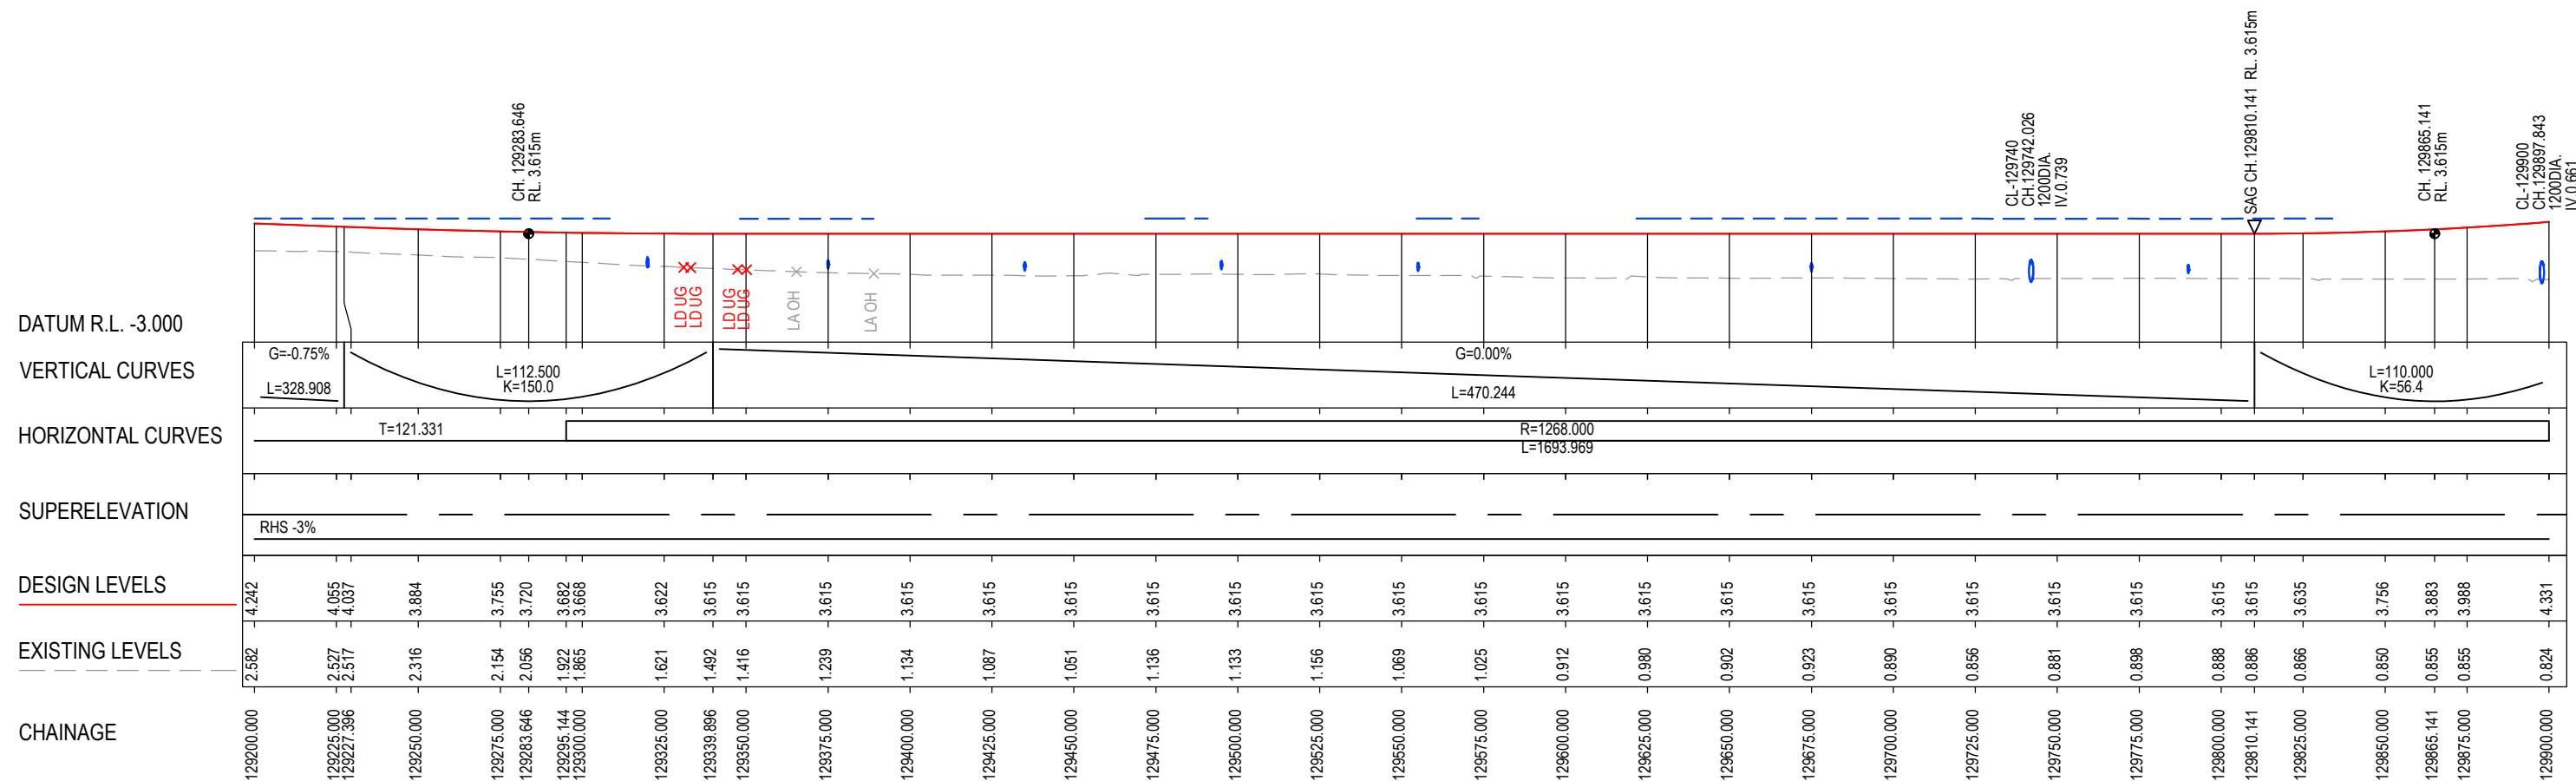 CH. 129283.646
RL. 3.615m
CL-129740
CH.129742.026
1200DIA.
IV.0.739
SAG CH.129810.141 RL. 3.615m
CH. 129865.141
RL. 3.615m
CL-129900
CH.129897.843
1200DIA.
IV.0.661
LD UG
LD UG
LD UG
LD UG
LA OH
LA OH
DATUM R.L. -3.000
VERTICAL CURVES
G=-0.75%
L=328.908
L=112.500
K=150.0
G=0.00%
L=470.244
L=110.000
K=56.4
HORIZONTAL CURVES
T=121.331
R=1268.000
L=1693.969
SUPERELEVATION
RHS -3%
DESIGN LEVELS
4.242 4.055 4.037 3.884 3.755 3.720 3.682 3.668 3.622 3.615 3.615 3.615 3.615 3.615 3.615 3.615 3.615 3.615 3.615 3.615 3.615 3.615 3.615 3.615 3.615 3.615 3.615 3.615 3.615 3.615 3.635 3.756 3.883 3.988 4.331
EXISTING LEVELS
2.582 2.527 2.517 2.316 2.154 2.056 1.922 1.865 1.621 1.492 1.416 1.239 1.134 1.087 1.051 1.136 1.133 1.156 1.069 1.025 0.912 0.980 0.902 0.923 0.890 0.856 0.881 0.898 0.888 0.886 0.866 0.850 0.855 0.855 0.824
CHAINAGE
129200.000 129225.000 129227.396 129250.000 129275.000 129283.646 129295.144 129300.000 129325.000 129339.896 129350.000 129375.000 129400.000 129425.000 129450.000 129475.000 129500.000 129525.000 129550.000 129575.000 129600.000 129625.000 129650.000 129675.000 129700.000 129725.000 129750.000 129775.000 129800.000 129810.141 129825.000 129850.000 129865.141 129875.000 129900.000